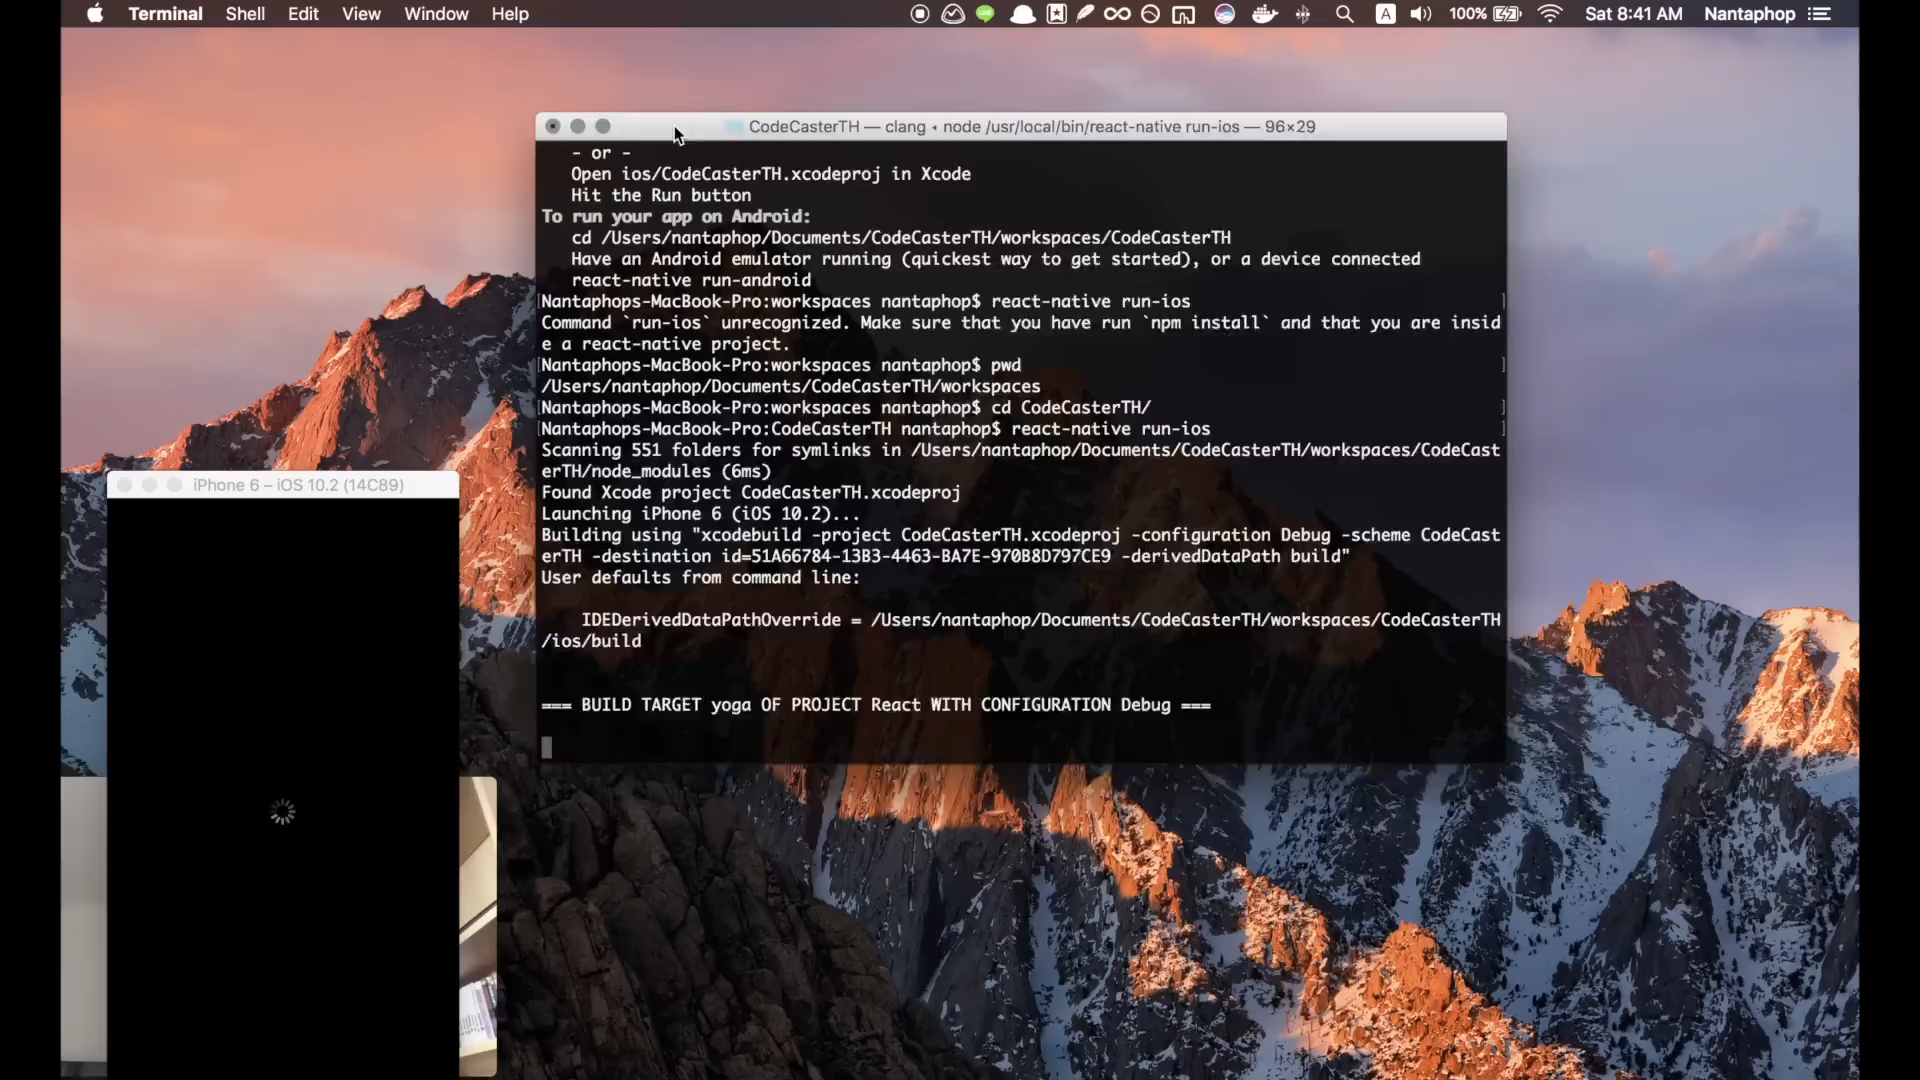 Terminal Shell Edit View Window Help A 100% Sat 8:41 AM Nantaphop
CodeCasterTH — clang ◂ node /usr/local/bin/react-native run-ios — 96×29
- or -
Open ios/CodeCasterTH.xcodeproj in Xcode
Hit the Run button
To run your app on Android:
cd /Users/nantaphop/Documents/CodeCasterTH/workspaces/CodeCasterTH
Have an Android emulator running (quickest way to get started), or a device connected
react-native run-android
[Nantaphops-MacBook-Pro:workspaces nantaphop$ react-native run-ios ]
Command `run-ios` unrecognized. Make sure that you have run `npm install` and that you are insid
e a react-native project.
[Nantaphops-MacBook-Pro:workspaces nantaphop$ pwd ]
/Users/nantaphop/Documents/CodeCasterTH/workspaces
[Nantaphops-MacBook-Pro:workspaces nantaphop$ cd CodeCasterTH/ ]
[Nantaphops-MacBook-Pro:CodeCasterTH nantaphop$ react-native run-ios ]
Scanning 551 folders for symlinks in /Users/nantaphop/Documents/CodeCasterTH/workspaces/CodeCast
erTH/node_modules (6ms)
Found Xcode project CodeCasterTH.xcodeproj
Launching iPhone 6 (iOS 10.2)...
Building using "xcodebuild -project CodeCasterTH.xcodeproj -configuration Debug -scheme CodeCast
erTH -destination id=51A66784-13B3-4463-BA7E-970B8D797CE9 -derivedDataPath build"
User defaults from command line:
IDEDerivedDataPathOverride = /Users/nantaphop/Documents/CodeCasterTH/workspaces/CodeCasterTH
/ios/build
=== BUILD TARGET yoga OF PROJECT React WITH CONFIGURATION Debug ===
iPhone 6 – iOS 10.2 (14C89)